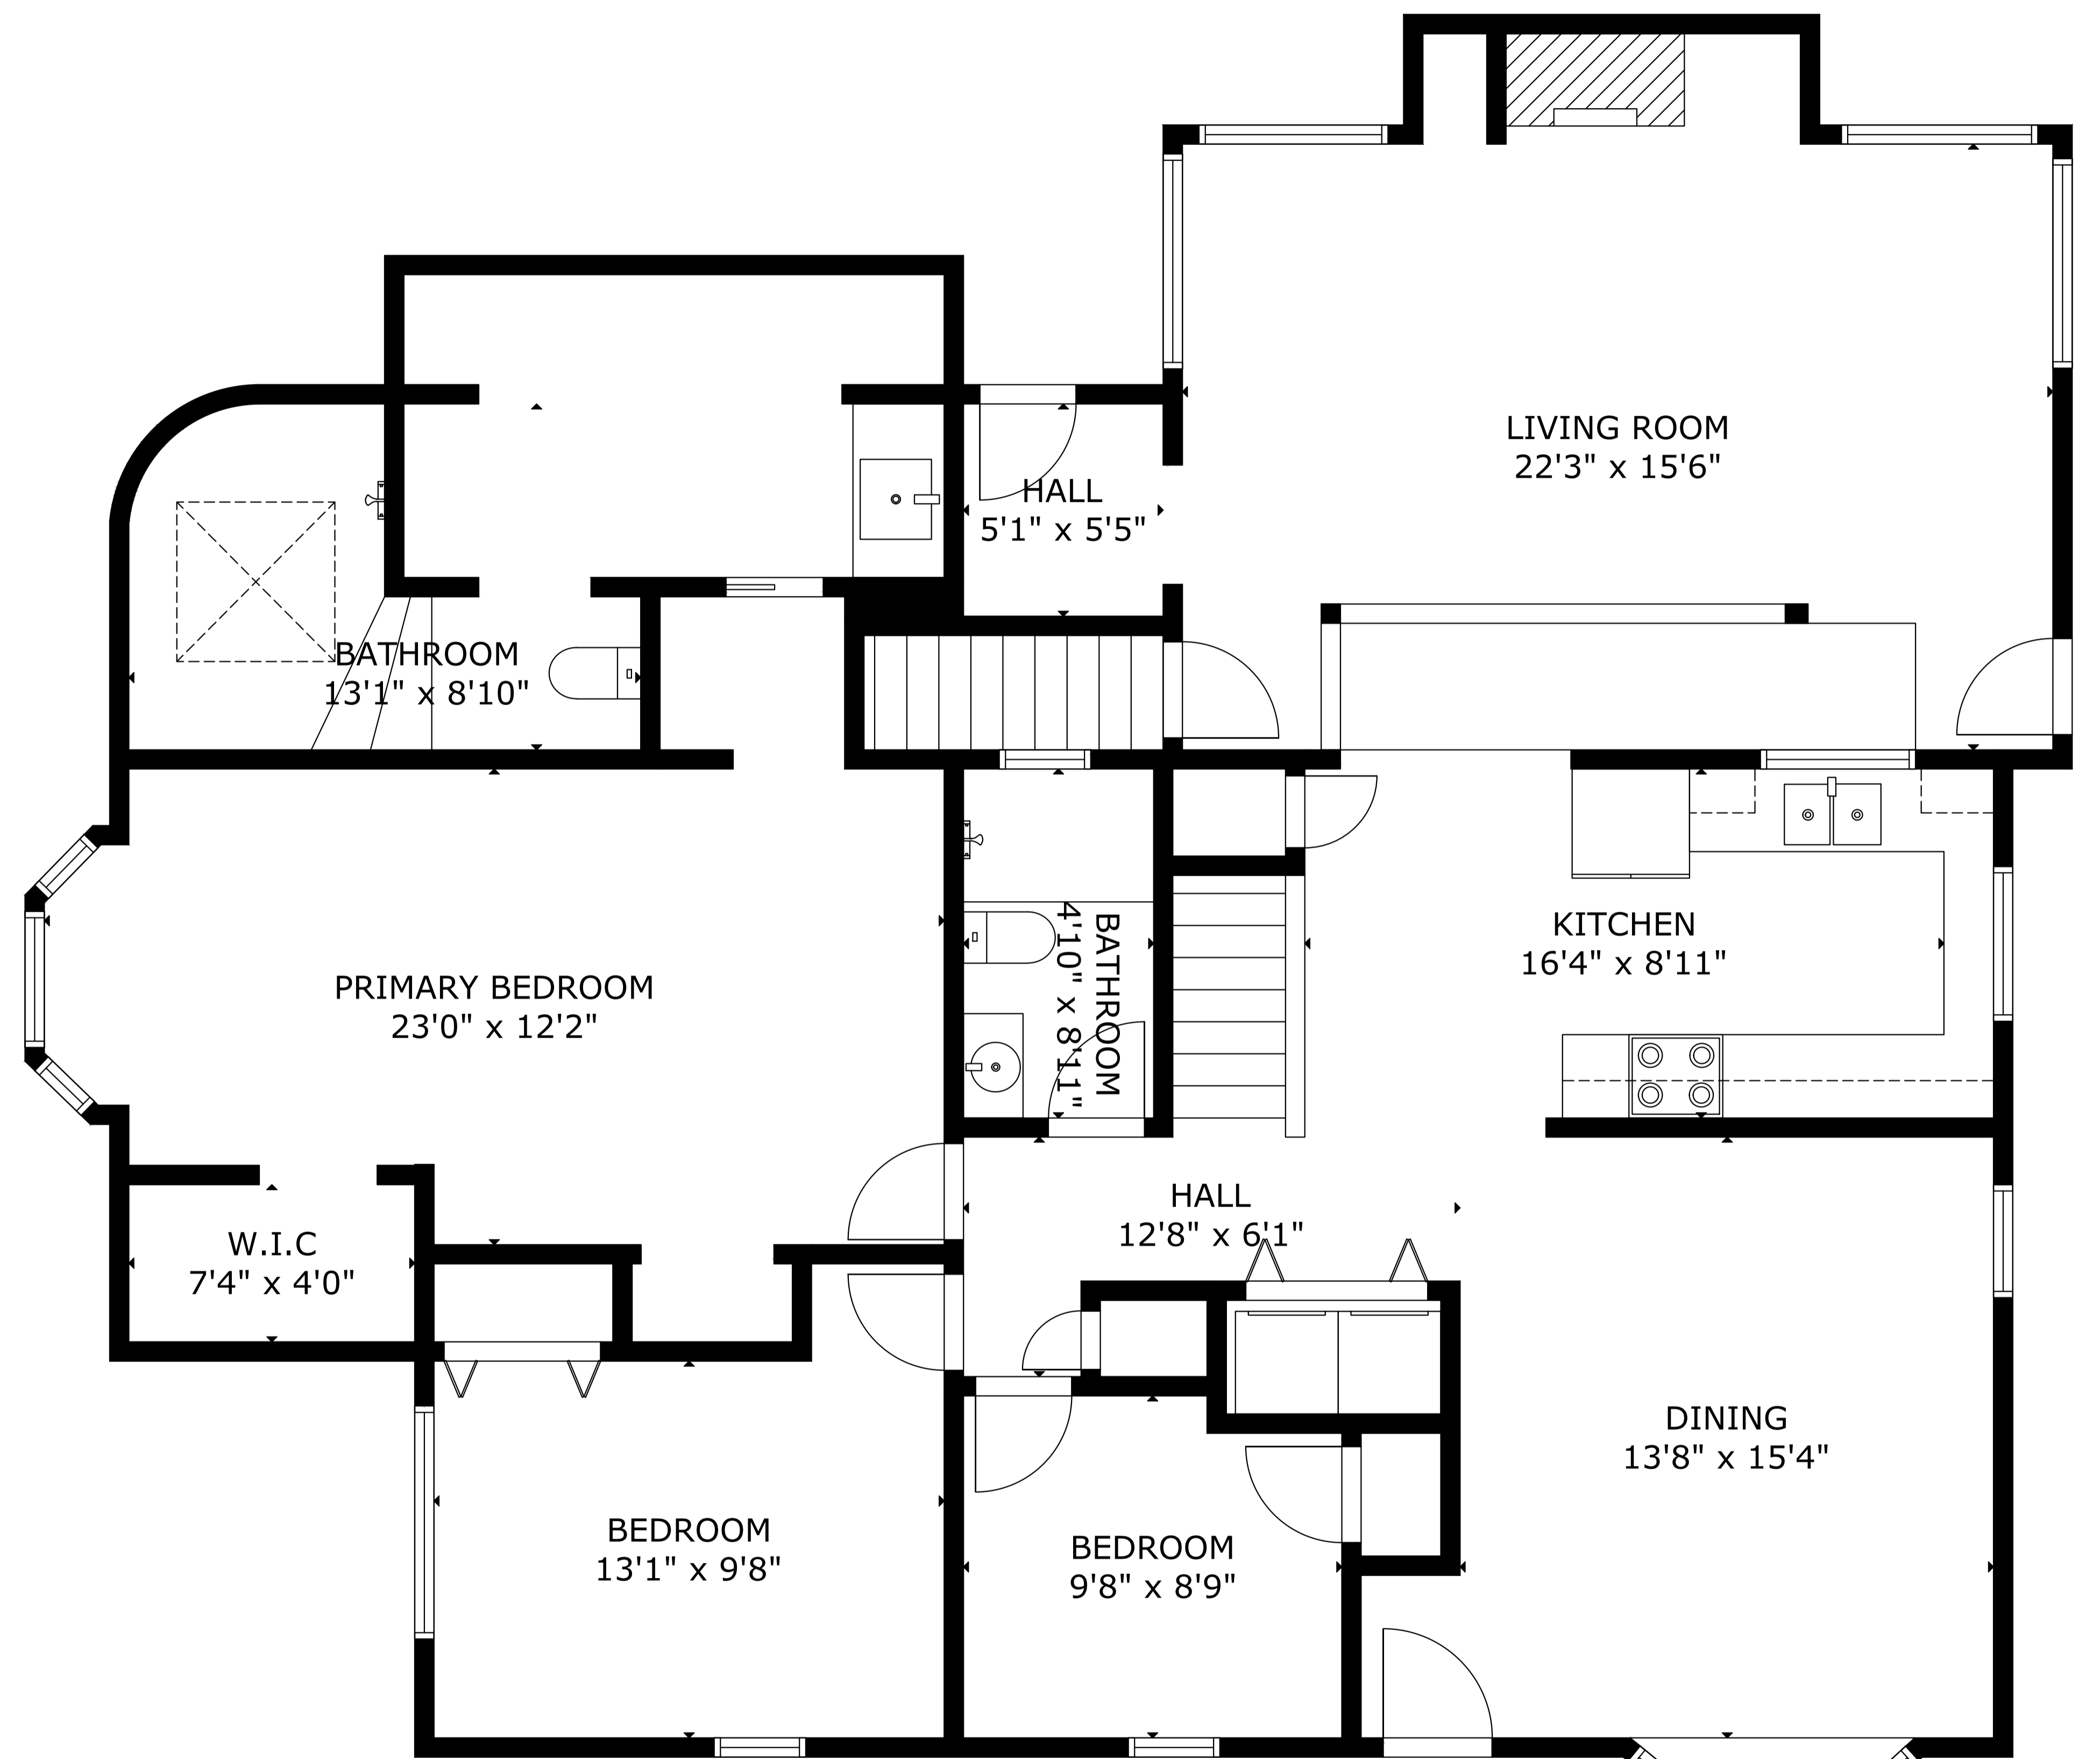 LIVING ROOM
22'3" x 15'6"
HALL
5'1" x 5'5"
BATHROOM
13'1" x 8'10"
KITCHEN
16'4" x 8'11"
BATHROOM
4'10" x 8'11"
PRIMARY BEDROOM
23'0" x 12'2"
HALL
12'8" x 6'1"
W.I.C
7'4" x 4'0"
DINING
13'8" x 15'4"
BEDROOM
13'1" x 9'8"
BEDROOM
9'8" x 8'9"